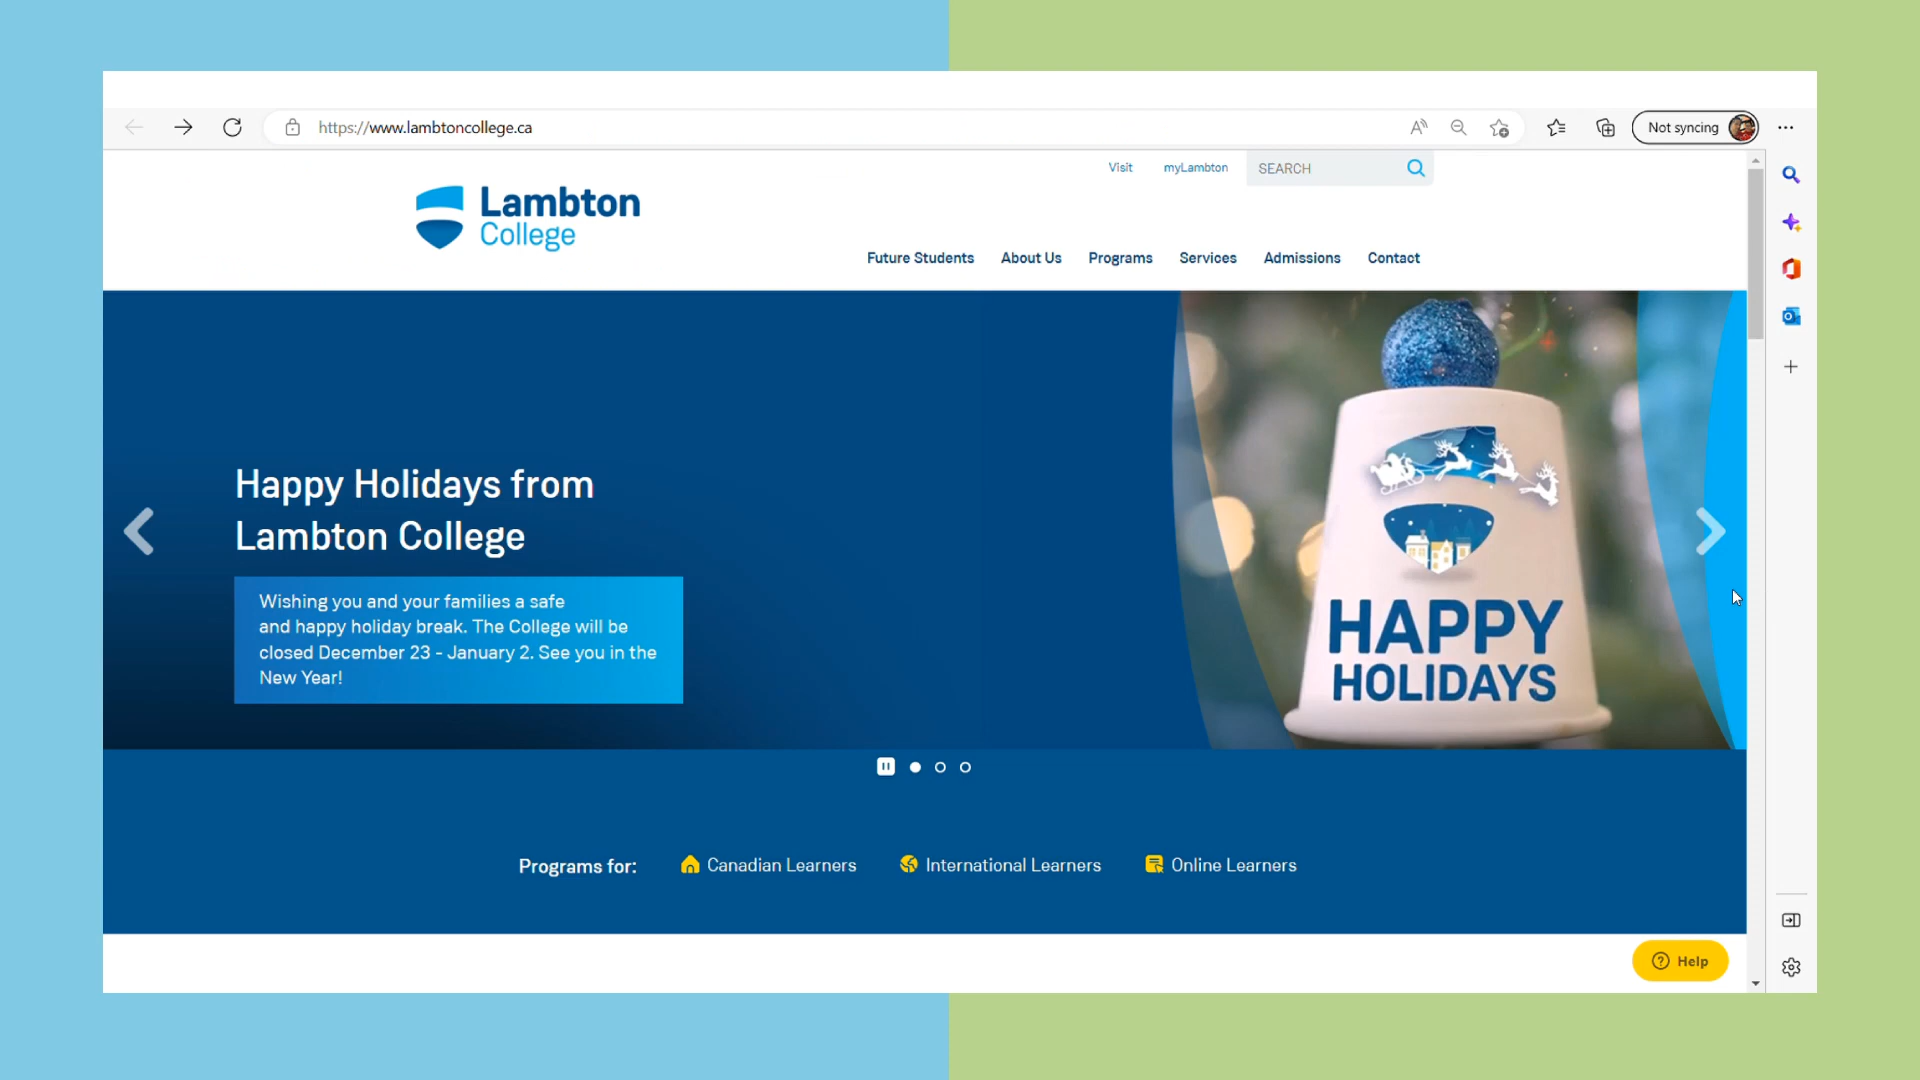 https://www.lambtoncollege.ca
Not syncing
Visit
myLambton
SEARCH
Lambton
College
Future Students
About Us
Programs
Services
Admissions
Contact
Happy Holidays from
Lambton College
Wishing you and your families a safe
and happy holiday break. The College will be
closed December 23 - January 2. See you in the
New Year!
HAPPY
HOLIDAYS
Programs for:
Canadian Learners
International Learners
Online Learners
Help